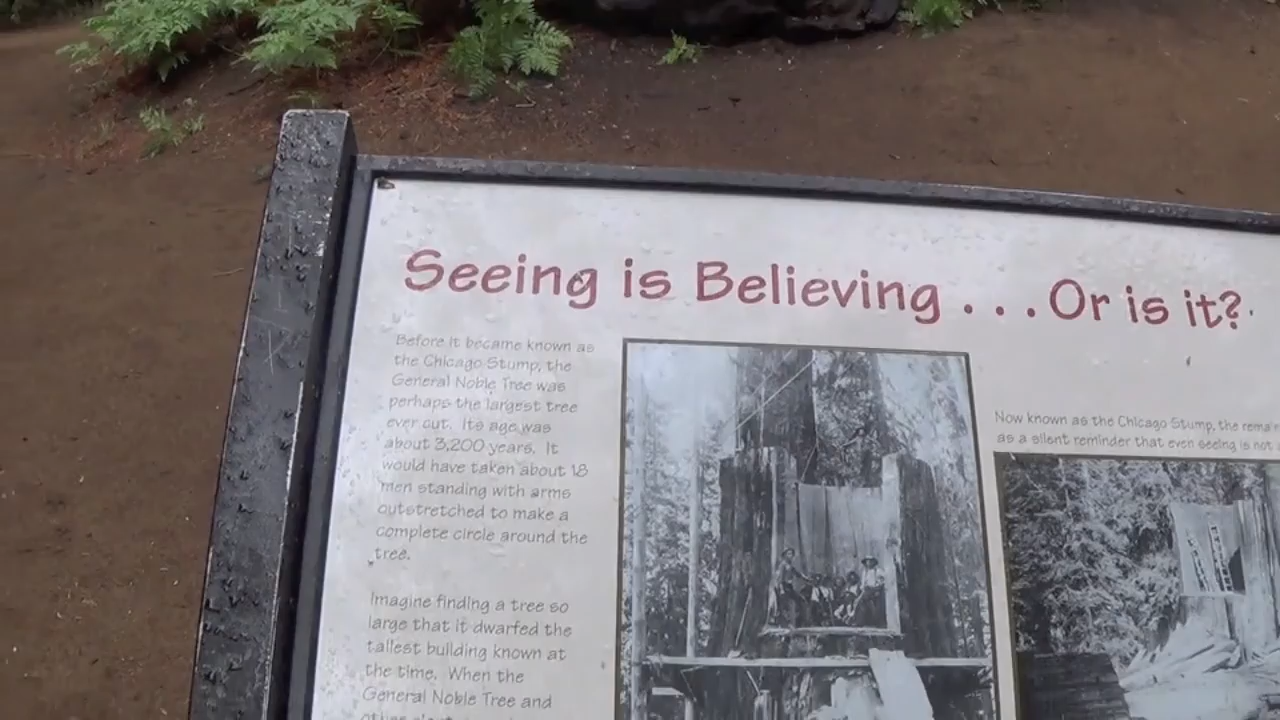 Seeing is Believing . . . Or is it?
Before it became known as
the Chicago Stump, the
General Noble Tree was
perhaps the largest tree
ever cut. Its age was
about 3,200 years. It
would have taken about 18
men standing with arms
outstretched to make a
complete circle around the
tree.
Imagine finding a tree so
large that it dwarfed the
tallest building known at
the time. When the
General Noble Tree and
Now known as the Chicago Stump, the
as a silent reminder that even seeing is not